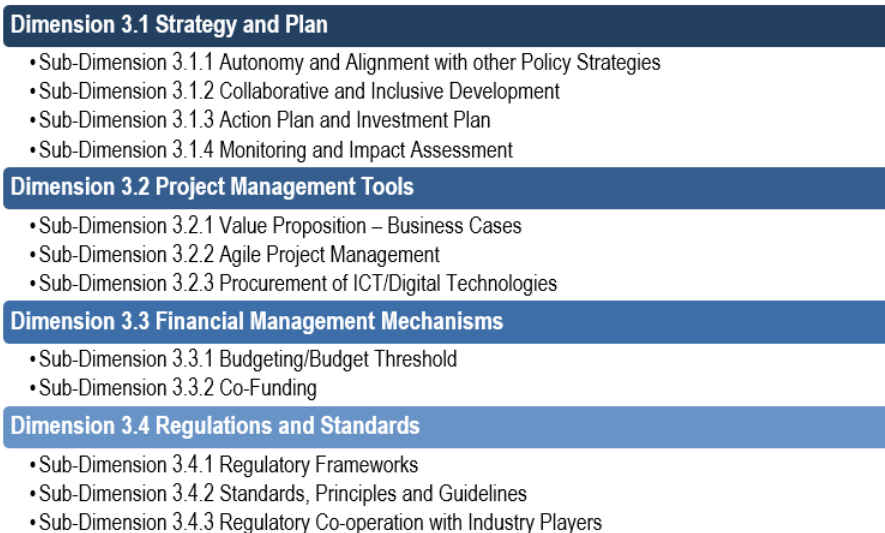 Dimension 3.1 Strategy and Plan
• Sub-Dimension 3.1.1 Autonomy and Alignment with other Policy Strategies
• Sub-Dimension 3.1.2 Collaborative and Inclusive Development
• Sub-Dimension 3.1.3 Action Plan and Investment Plan
• Sub-Dimension 3.1.4 Monitoring and Impact Assessment
Dimension 3.2 Project Management Tools
• Sub-Dimension 3.2.1 Value Proposition – Business Cases
• Sub-Dimension 3.2.2 Agile Project Management
• Sub-Dimension 3.2.3 Procurement of ICT/Digital Technologies
Dimension 3.3 Financial Management Mechanisms
• Sub-Dimension 3.3.1 Budgeting/Budget Threshold
• Sub-Dimension 3.3.2 Co-Funding
Dimension 3.4 Regulations and Standards
• Sub-Dimension 3.4.1 Regulatory Frameworks
• Sub-Dimension 3.4.2 Standards, Principles and Guidelines
• Sub-Dimension 3.4.3 Regulatory Co-operation with Industry Players